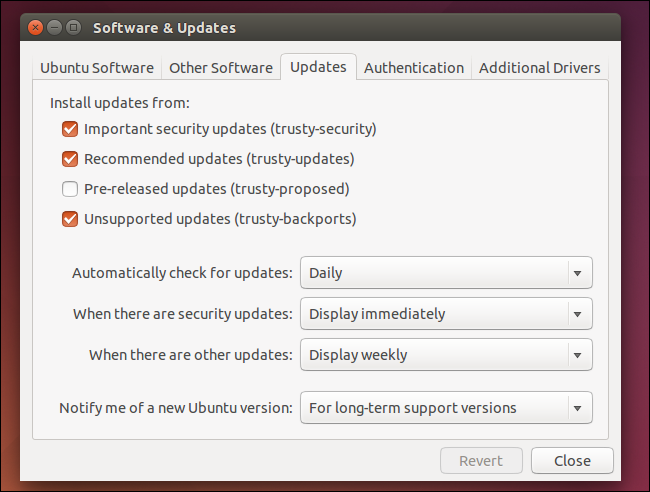 Software & Updates
Ubuntu Software Other Software Updates Authentication Additional Drivers
Install updates from:
Important security updates (trusty-security)
Recommended updates (trusty-updates)
Pre-released updates (trusty-proposed)
Unsupported updates (trusty-backports)
Automatically check for updates: Daily
When there are security updates: Display immediately
When there are other updates: Display weekly
Notify me of a new Ubuntu version: For long-term support versions
Revert Close